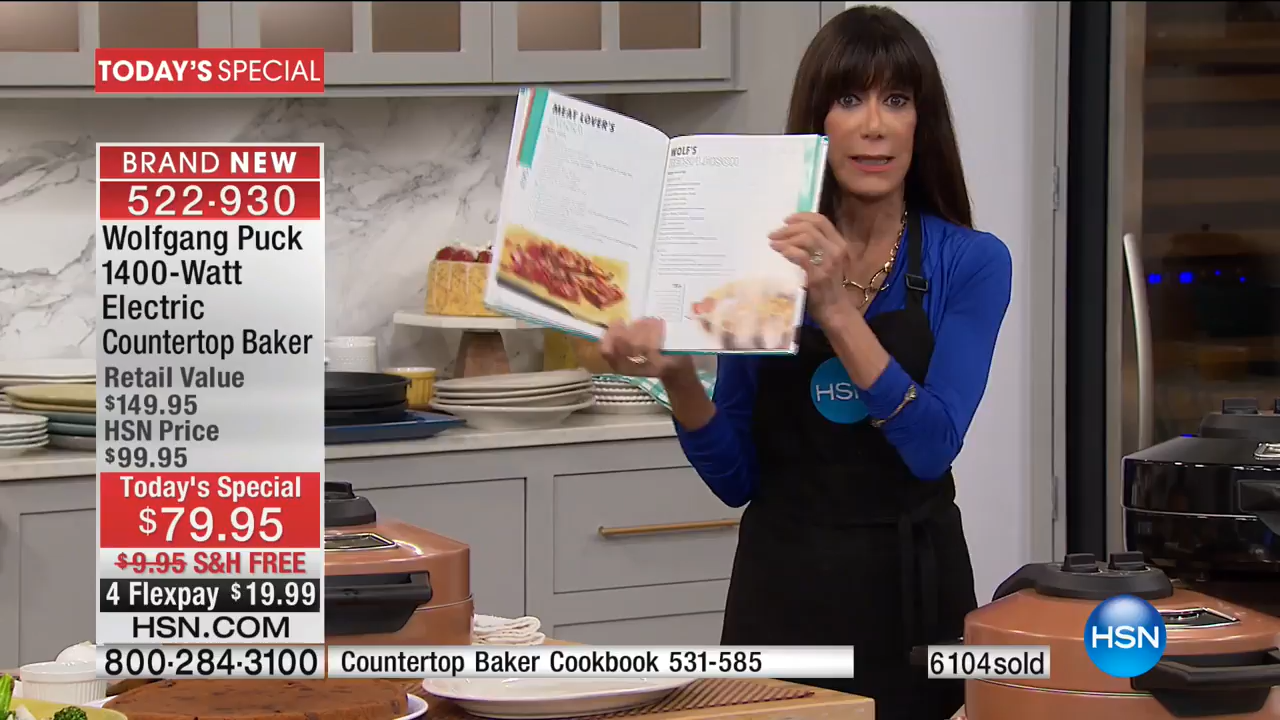 TODAY'S SPECIAL
BRAND NEW
522·930
Wolfgang Puck
1400-Watt
Electric
Countertop Baker
Retail Value
$149.95
HSN Price
$99.95
Today's Special
$79.95
$9.95 S&H FREE
4 Flexpay $19.99
HSN.COM
800·284·3100
Countertop Baker Cookbook 531-585
6104sold
HSN
MEAT LOVER'S
WOLF'S
HSN